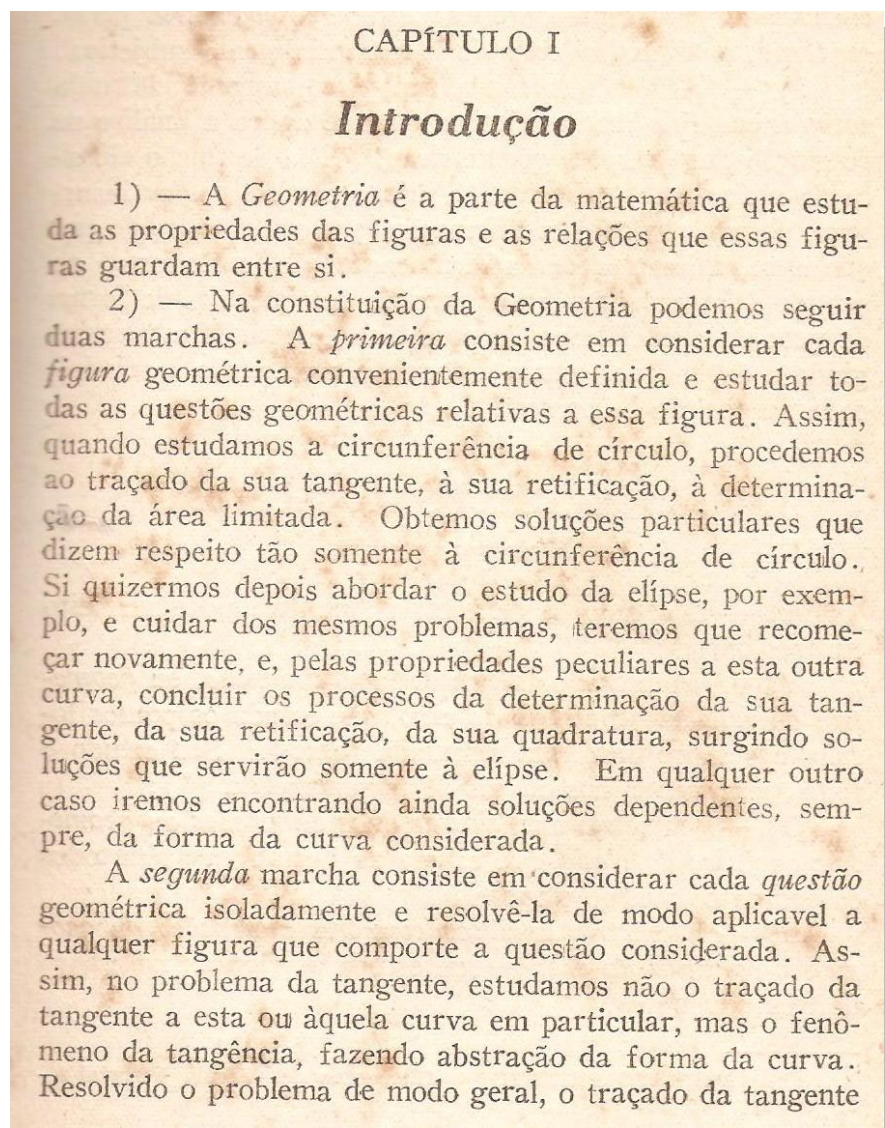 CAPÍTULO I
Introdução
1) — A Geometria é a parte da matemática que estu-
da as propriedades das figuras e as relações que essas figu-
ras guardam entre si.
2) — Na constituição da Geometria podemos seguir
duas marchas. A primeira consiste em considerar cada
figura geométrica convenientemente definida e estudar to-
das as questões geométricas relativas a essa figura. Assim,
quando estudamos a circunferência de círculo, procedemos
ao traçado da sua tangente, à sua retificação, à determina-
ção da área limitada. Obtemos soluções particulares que
dizem respeito tão somente à circunferência de círculo.
Si quizermos depois abordar o estudo da elípse, por exem-
plo, e cuidar dos mesmos problemas, teremos que recome-
çar novamente, e, pelas propriedades peculiares a esta outra
curva, concluir os processos da determinação da sua tan-
gente, da sua retificação, da sua quadratura, surgindo so-
luções que servirão somente à elípse. Em qualquer outro
caso iremos encontrando ainda soluções dependentes, sem-
pre, da forma da curva considerada.
A segunda marcha consiste em considerar cada questão
geométrica isoladamente e resolvê-la de modo aplicavel a
qualquer figura que comporte a questão considerada. As-
sim, no problema da tangente, estudamos não o traçado da
tangente a esta ou àquela curva em particular, mas o fenô-
meno da tangência, fazendo abstração da forma da curva.
Resolvido o problema de modo geral, o traçado da tangente